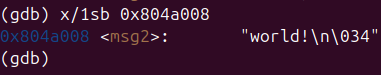 (gdb) x/1sb 0x804a008
0x804a008 <msg2>:        "world!\n\034"
(gdb)